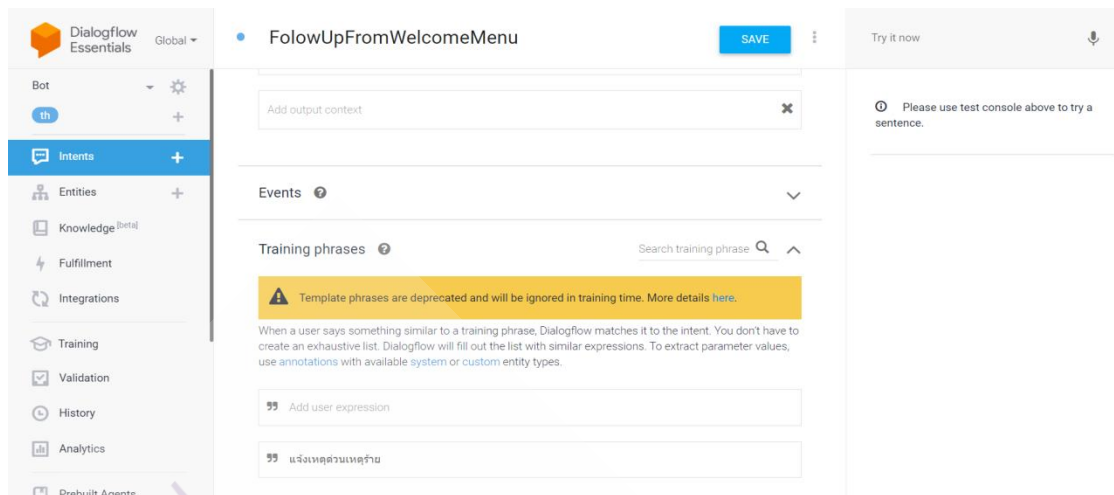 Dialogflow
Essentials
Global
FolowUpFromWelcomeMenu
SAVE
Try it now
Bot
th
Add output context
Please use test console above to try a
sentence.
Intents
Entities
Events
Knowledge [beta]
Training phrases
Search training phrase
Fulfillment
Integrations
Template phrases are deprecated and will be ignored in training time. More details here.
When a user says something similar to a training phrase, Dialogflow matches it to the intent. You don't have to
create an exhaustive list. Dialogflow will fill out the list with similar expressions. To extract parameter values,
use annotations with available system or custom entity types.
Training
Validation
Add user expression
History
Analytics
แจ้งเหตุด่วนเหตุร้าย
Prebuilt Agents